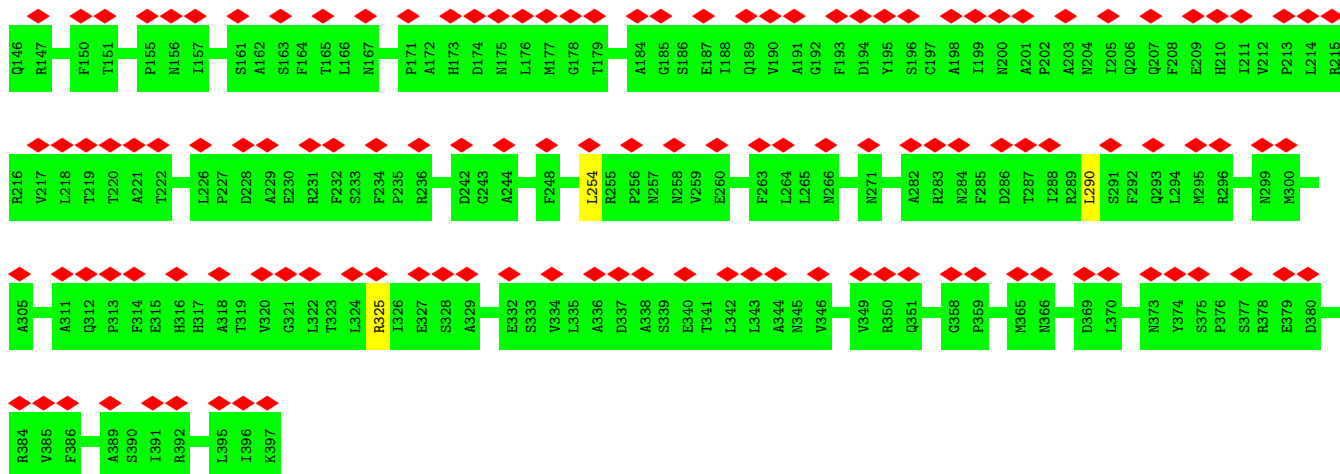 Q146 R147 F150 T151 P155 N156 I157 S161 A162 S163 F164 T165 L166 N167 P171 A172 H173 D174 N175 L176 M177 G178 T179 A184 G185 S186 E187 I188 Q189 V190 A191 G192 F193 D194 Y195 S196 C197 A198 I199 N200 A201 P202 A203 N204 I205 Q206 Q207 F208 E209 H210 I211 V212 P213 L214 R215
R216 V217 L218 T219 T220 A221 T222 L226 P227 D228 A229 E230 R231 F232 S233 F234 P235 R236 D242 G243 A244 F248 L254 R255 P256 N257 N258 V259 E260 F263 L264 L265 N266 N271 A282 R283 N284 F285 D286 T287 I288 R289 L290 S291 F292 Q293 L294 M295 R296 N299 M300
A305 A311 Q312 P313 F314 E315 H316 H317 A318 T319 V320 G321 L322 T323 L324 R325 I326 E327 S328 A329 E332 S333 V334 L335 A336 D337 A338 S339 E340 T341 L342 L343 A344 N345 V346 V349 R350 Q351 G358 P359 M365 N366 D369 L370 N373 Y374 S375 P376 S377 R378 E379 D380
R384 V385 F386 A389 S390 I391 R392 L395 I396 K397